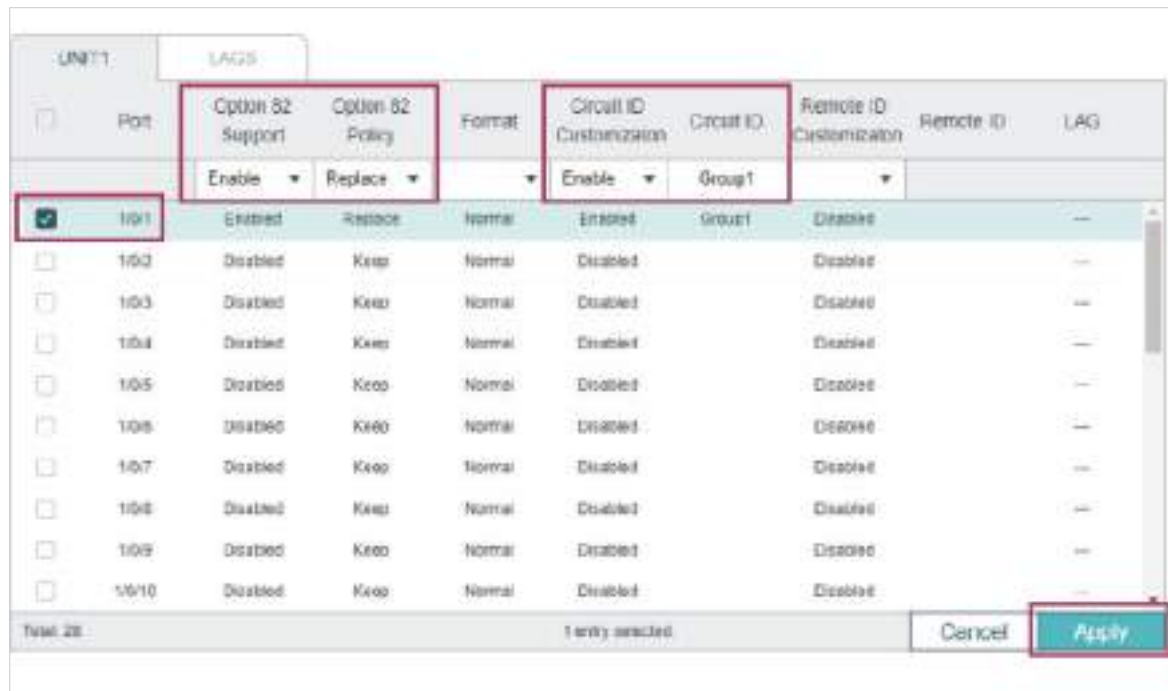 UNIT1 LAGS
Port Option 82 Support Option 82 Policy Format Circuit ID Customizaion Circuit ID Remote ID Customizaton Remote ID LAG
Enable Replace Enable Group1
1/0/1 Enabled Replace Normal Enabled Group1 Disabled ---
1/0/2 Disabled Keep Normal Disabled Disabled ---
1/0/3 Disabled Keep Normal Disabled Disabled ---
1/0/4 Disabled Keep Normal Disabled Disabled ---
1/0/5 Disabled Keep Normal Disabled Disabled ---
1/0/6 Disabled Keep Normal Disabled Disabled ---
1/0/7 Disabled Keep Normal Disabled Disabled ---
1/0/8 Disabled Keep Normal Disabled Disabled ---
1/0/9 Disabled Keep Normal Disabled Disabled ---
1/0/10 Disabled Keep Normal Disabled Disabled ---
Total: 28 1 entry selected. Cancel Apply